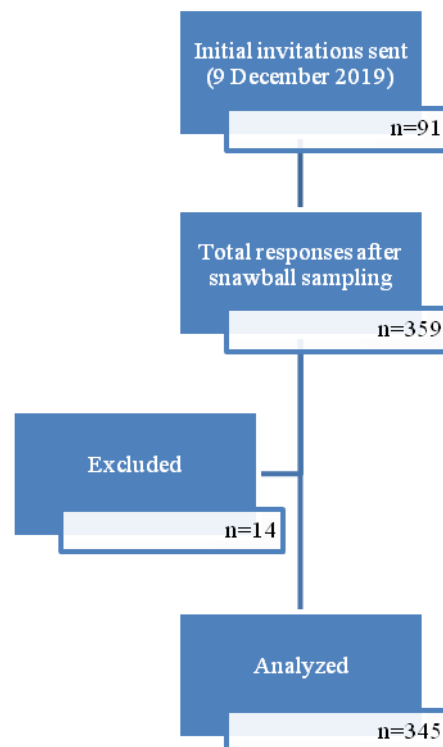 Initial invitations sent
(9 December 2019)
n=91
Total responses after
snawball sampling
n=359
Excluded
n=14
Analyzed
n=345